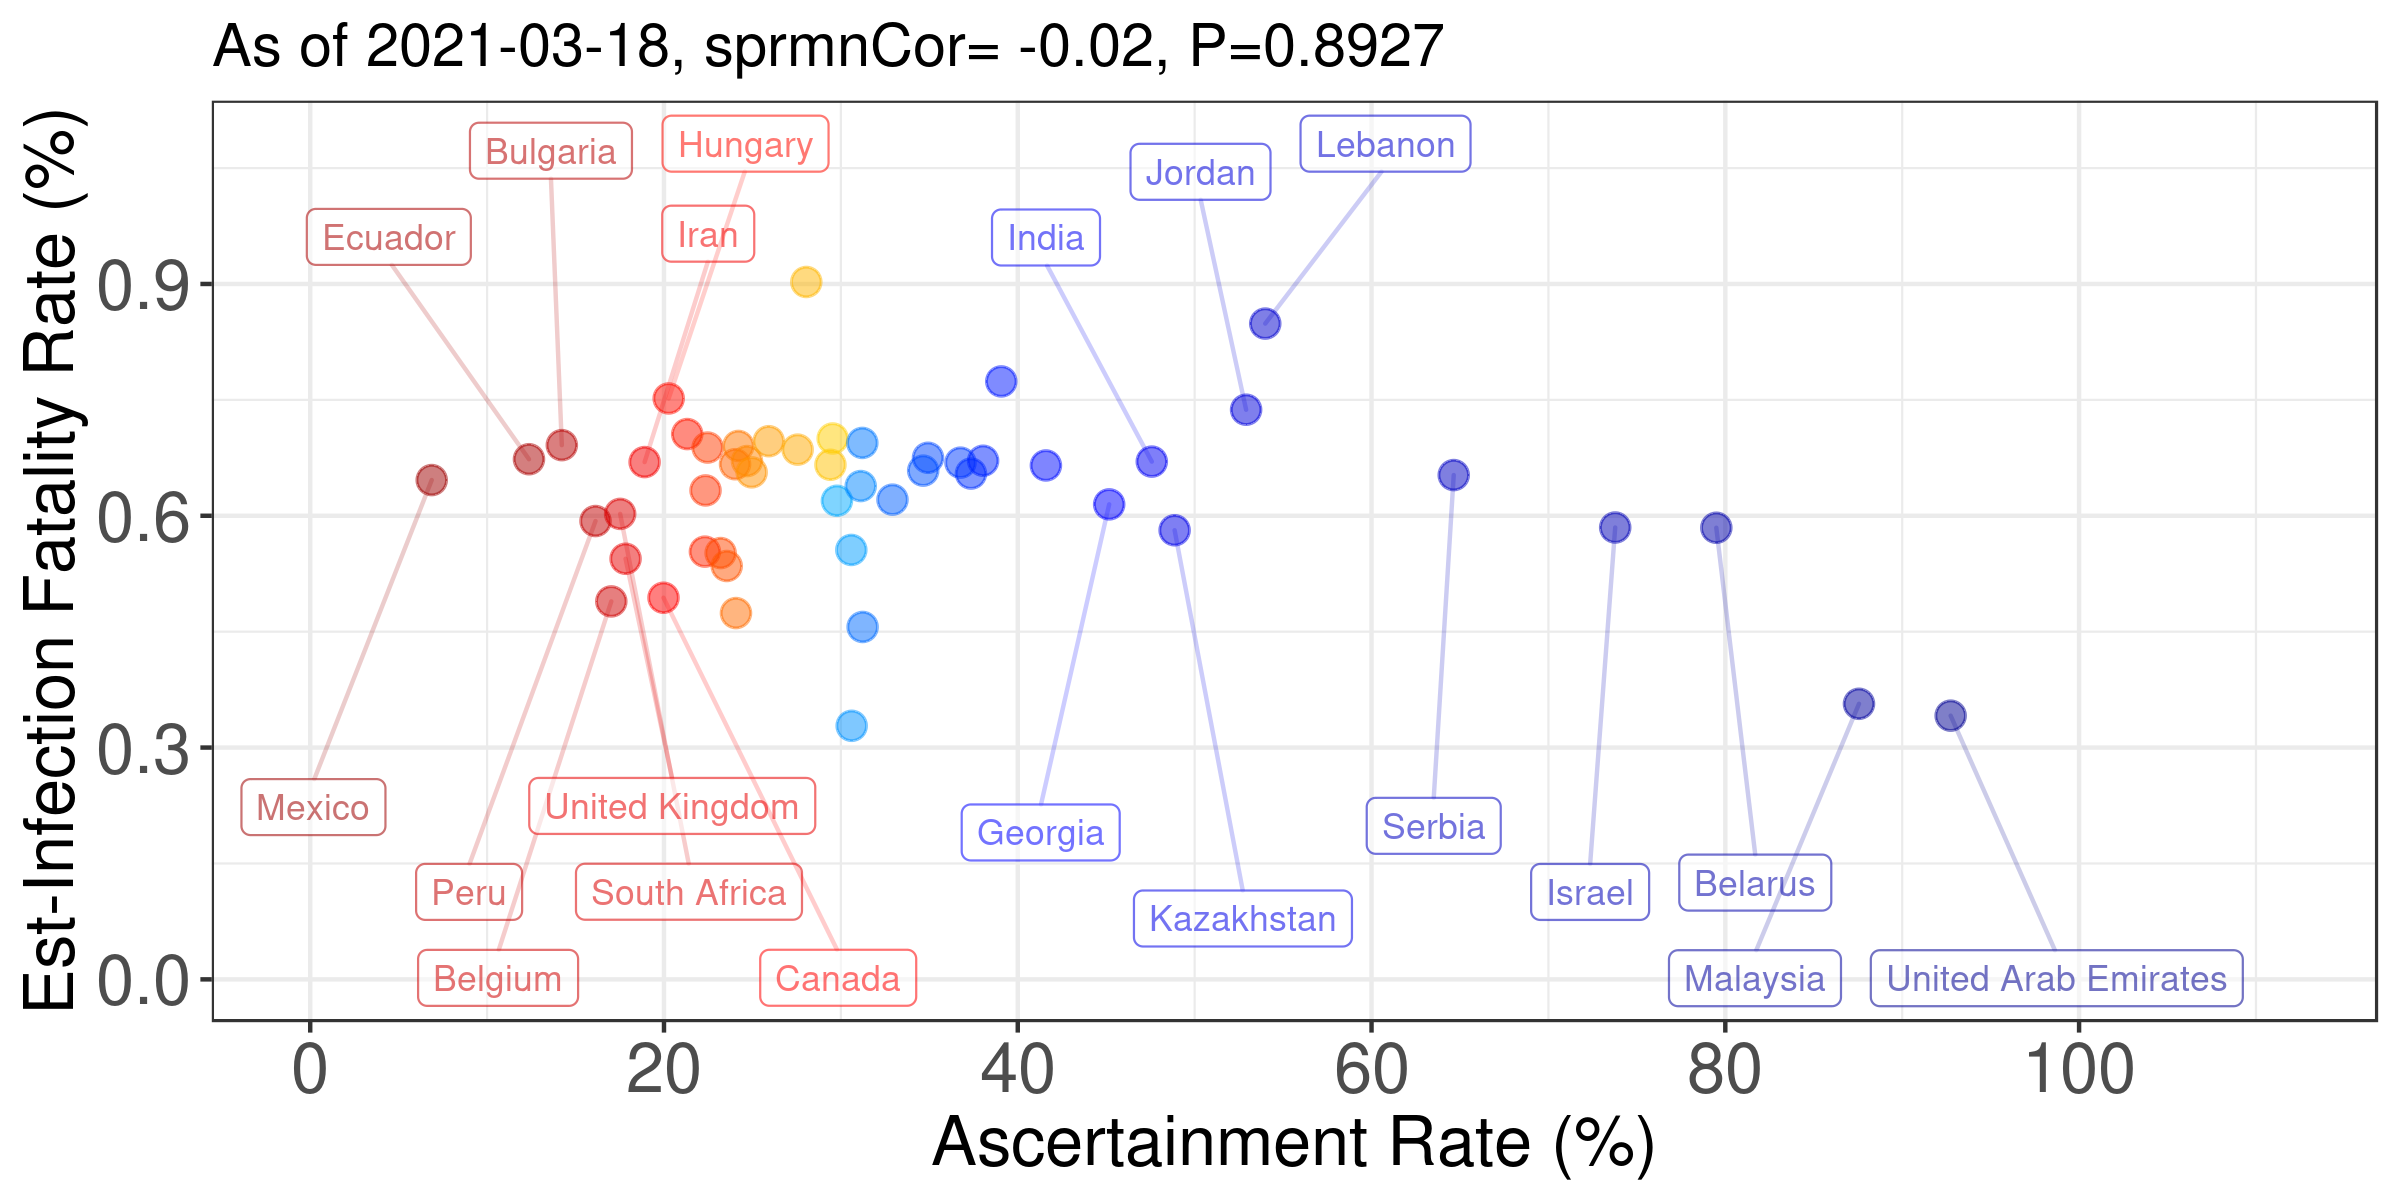 As of 2021-03-18, sprmnCor= -0.02, P=0.8927
Est-Infection Fatality Rate (%)
0.9
0.6
0.3
0.0
Bulgaria
Hungary
Lebanon
Jordan
Ecuador
Iran
India
Mexico
United Kingdom
Georgia
Serbia
Peru
South Africa
Israel
Belarus
Kazakhstan
Belgium
Canada
Malaysia
United Arab Emirates
0 20 40 60 80 100
Ascertainment Rate (%)